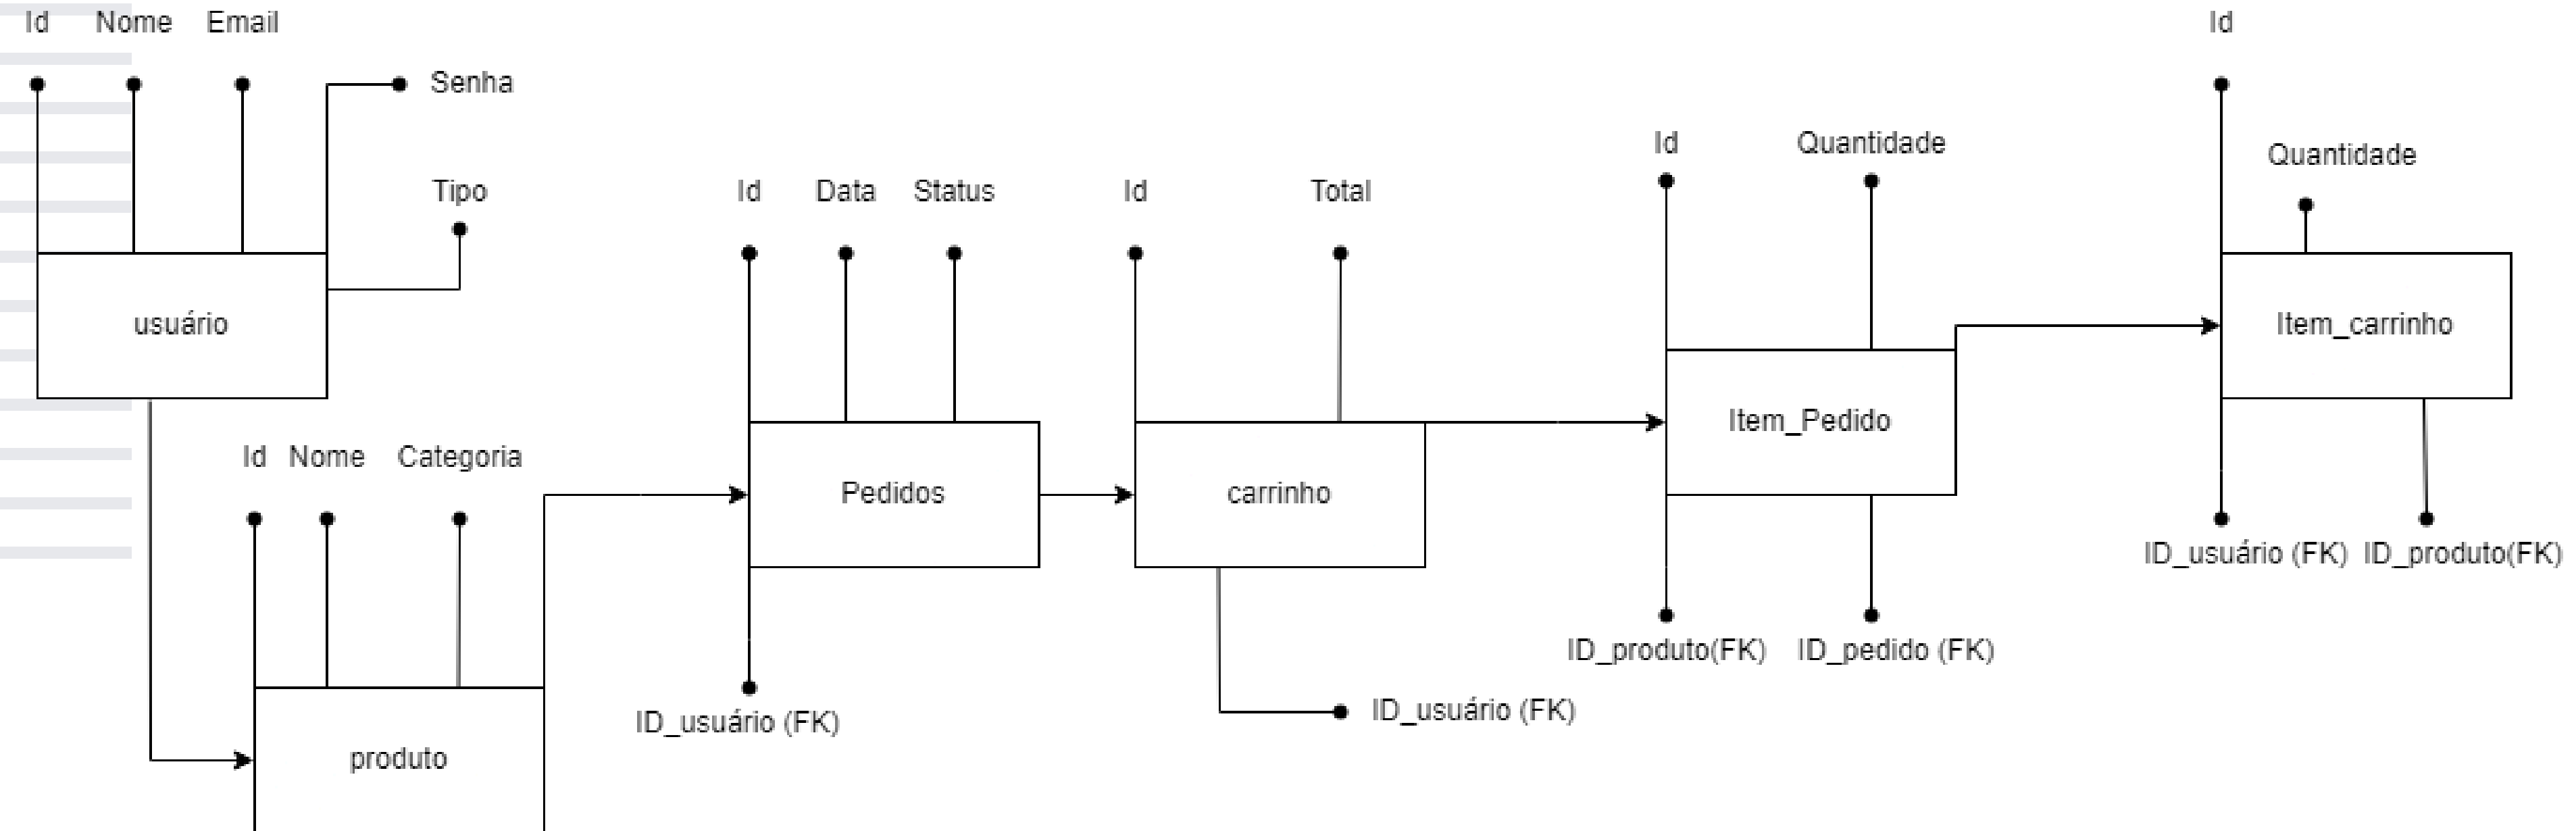 Id Nome Email
Id
Senha
Id Quantidade
Quantidade
Tipo
Id Data Status
Id Total
usuário
Item_carrinho
Item_Pedido
Id Nome Categoria
Pedidos
carrinho
ID_usuário (FK) ID_produto(FK)
ID_produto(FK) ID_pedido (FK)
ID_usuário (FK)
ID_usuário (FK)
produto